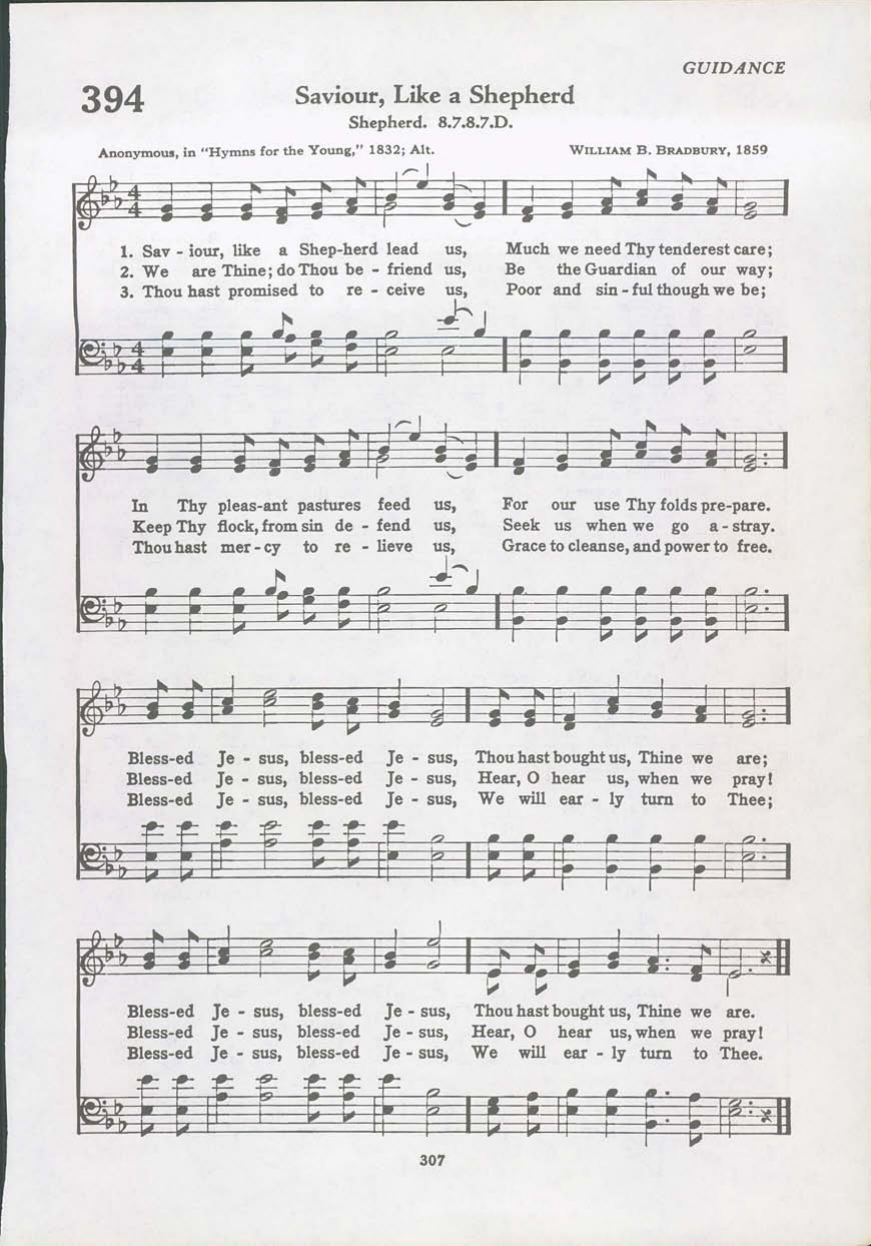 GUIDANCE
394 Saviour, Like a Shepherd
Shepherd. 8.7.8.7.D.
Anonymous, in "Hymns for the Young," 1832; Alt. WILLIAM B. BRADBURY, 1859
1. Sav - iour, like a Shep-herd lead us, Much we need Thy tenderest care;
2. We are Thine; do Thou be - friend us, Be the Guardian of our way;
3. Thou hast promised to re - ceive us, Poor and sin - ful though we be;
In Thy pleas-ant pastures feed us, For our use Thy folds pre-pare.
Keep Thy flock, from sin de - fend us, Seek us when we go a - stray.
Thou hast mer - cy to re - lieve us, Grace to cleanse, and power to free.
Bless-ed Je - sus, bless-ed Je - sus, Thou hast bought us, Thine we are;
Bless-ed Je - sus, bless-ed Je - sus, Hear, O hear us, when we pray!
Bless-ed Je - sus, bless-ed Je - sus, We will ear - ly turn to Thee;
Bless-ed Je - sus, bless-ed Je - sus, Thou hast bought us, Thine we are.
Bless-ed Je - sus, bless-ed Je - sus, Hear, O hear us, when we pray!
Bless-ed Je - sus, bless-ed Je - sus, We will ear - ly turn to Thee.
307